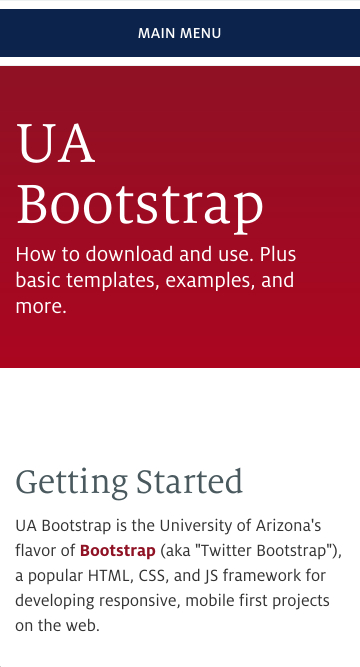 MAIN MENU
UA
Bootstrap
How to download and use. Plus
basic templates, examples, and
more.
Getting Started
UA Bootstrap is the University of Arizona's
flavor of Bootstrap (aka "Twitter Bootstrap"),
a popular HTML, CSS, and JS framework for
developing responsive, mobile first projects
on the web.